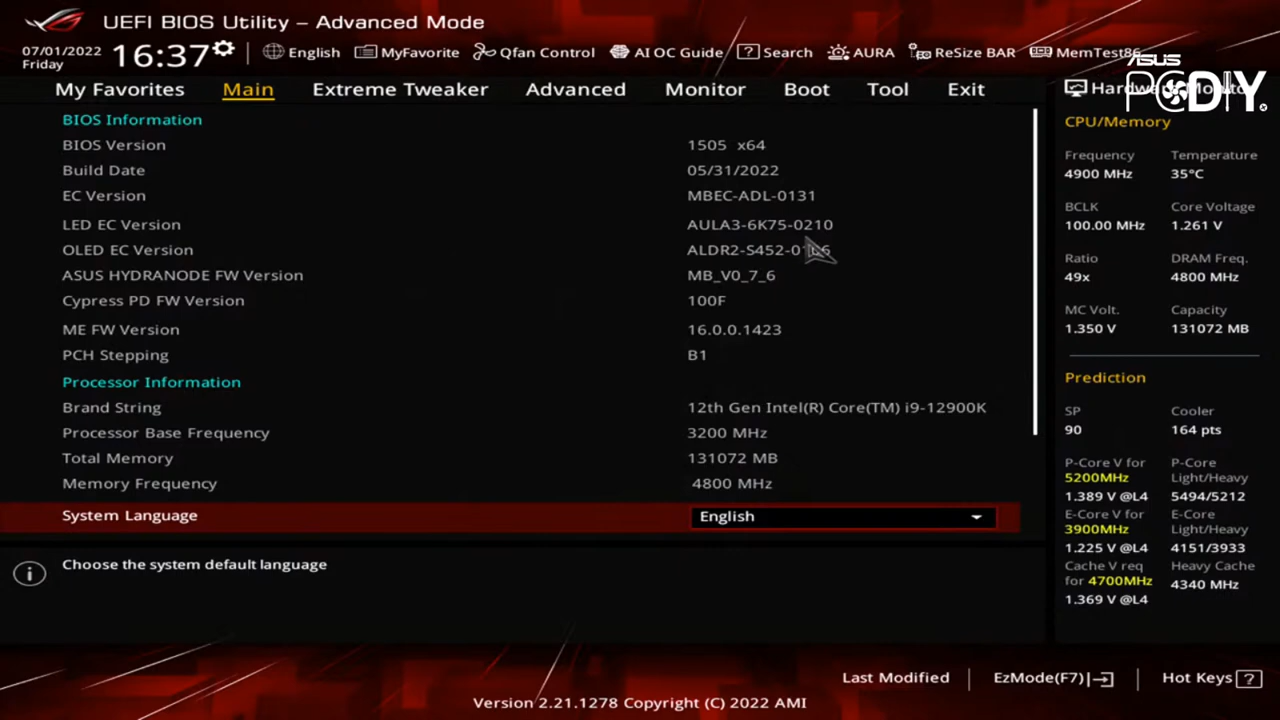 UEFI BIOS Utility – Advanced Mode
07/01/2022
Friday
16:37
English
MyFavorite
Qfan Control
AI OC Guide
? Search
AURA
ReSize BAR
MemTest86
ASUS
PCDIY.
My Favorites Main Extreme Tweaker Advanced Monitor Boot Tool Exit
BIOS Information
BIOS Version 1505 x64
Build Date 05/31/2022
EC Version MBEC-ADL-0131
LED EC Version AULA3-6K75-0210
OLED EC Version
ASUS HYDRANODE FW Version MB_V0_7_6
Cypress PD FW Version 100F
ME FW Version 16.0.0.1423
PCH Stepping B1
Processor Information
Brand String 12th Gen Intel(R) Core(TM) i9-12900K
Processor Base Frequency 3200 MHz
Total Memory 131072 MB
Memory Frequency 4800 MHz
System Language English
Choose the system default language
CPU/Memory
Frequency Temperature
4900 MHz 35°C
BCLK Core Voltage
100.00 MHz 1.261 V
Ratio DRAM Freq.
49x 4800 MHz
MC Volt. Capacity
1.350 V 131072 MB
Prediction
SP Cooler
90 164 pts
P-Core V for P-Core
5200MHz Light/Heavy
1.389 V @L4 5494/5212
E-Core V for E-Core
3900MHz Light/Heavy
1.225 V @L4 4151/3933
Cache V req Heavy Cache
for 4700MHz 4340 MHz
1.369 V @L4
Last Modified
EzMode(F7)
Hot Keys ?
Version 2.21.1278 Copyright (C) 2022 AMI